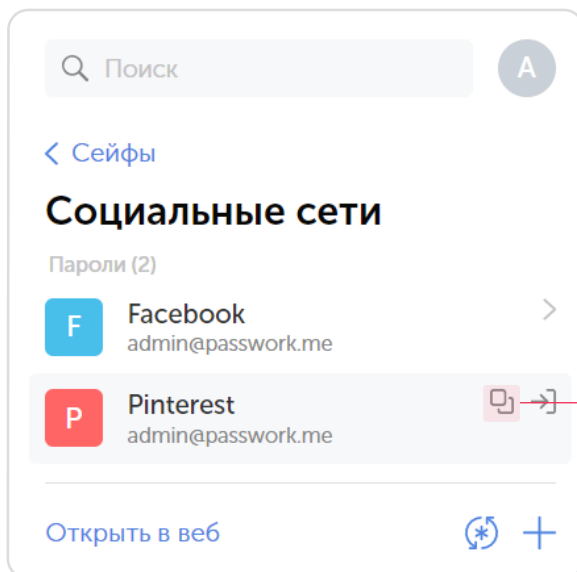 Поиск
A
Сейфы
Социальные сети
Пароли (2)
F
Facebook
admin@passwork.me
P
Pinterest
admin@passwork.me
Открыть в веб